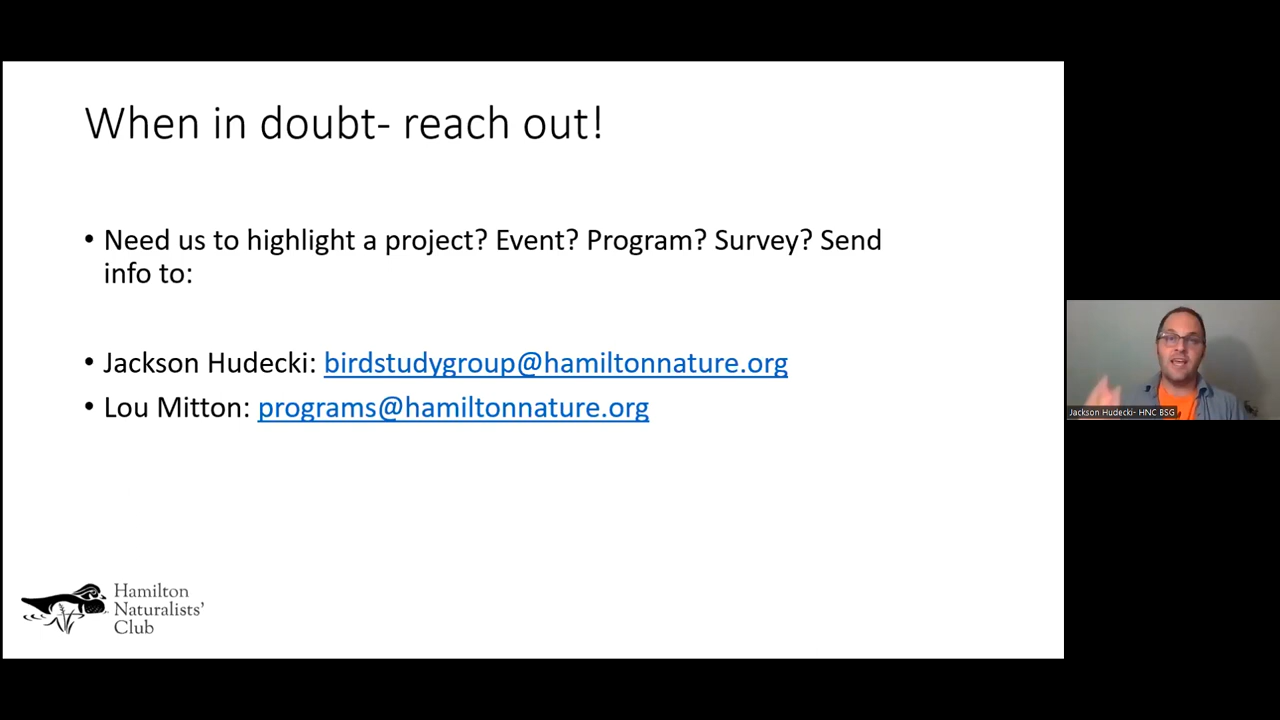 When in doubt- reach out!
• Need us to highlight a project? Event? Program? Survey? Send
info to:
• Jackson Hudecki: birdstudygroup@hamiltonnature.org
• Lou Mitton: programs@hamiltonnature.org
Jackson Hudecki- HNC BSG
Hamilton
Naturalists’
Club